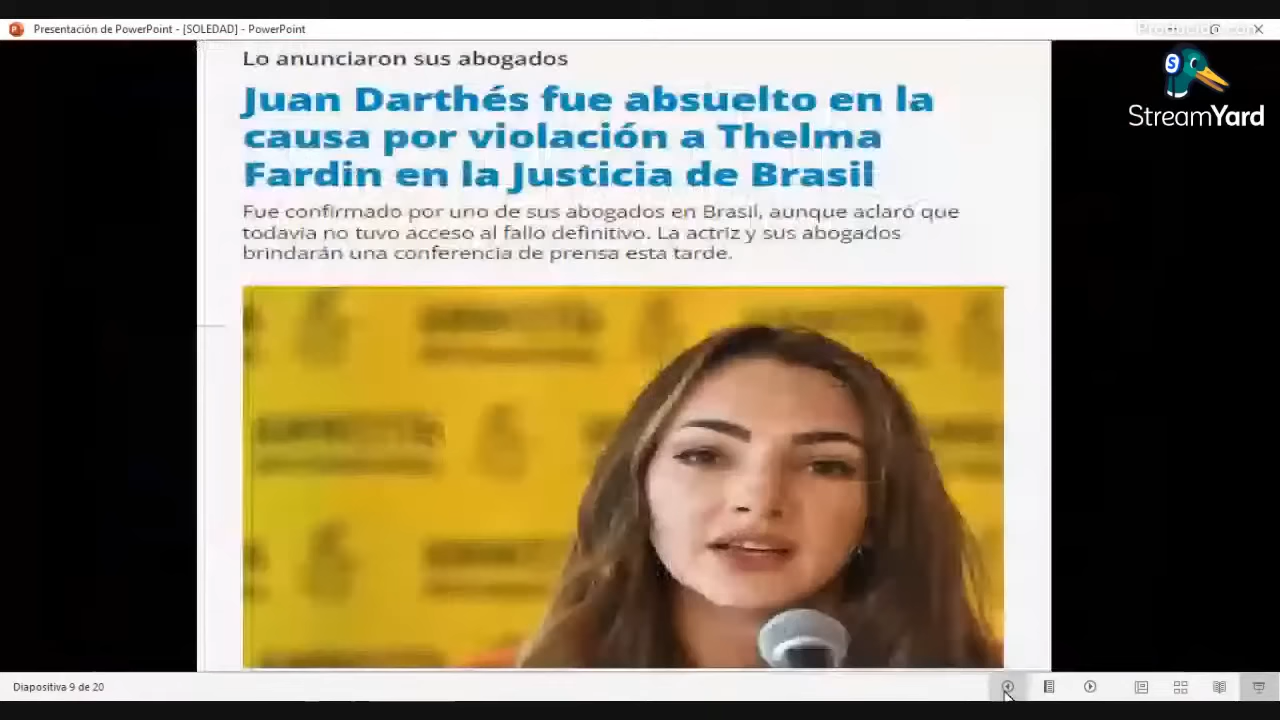 Presentación de PowerPoint - [SOLEDAD] - PowerPoint
StreamYard
Lo anunciaron sus abogados
Juan Darthés fue absuelto en la
causa por violación a Thelma
Fardin en la Justicia de Brasil
Fue confirmado por uno de sus abogados en Brasil, aunque aclaró que
todavía no tuvo acceso al fallo definitivo. La actriz y sus abogados
brindarán una conferencia de prensa esta tarde.
Diapositiva 9 de 20